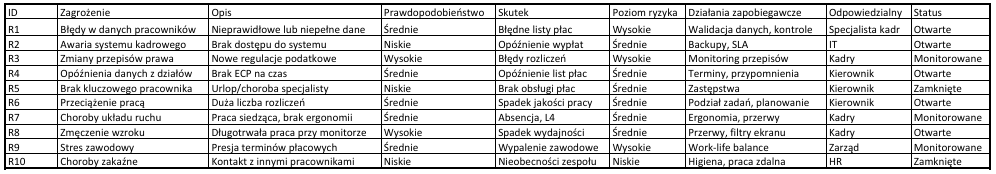 ID Zagrożenie Opis Prawdopodobieństwo Skutek Poziom ryzyka Działania zapobiegawcze Odpowiedzialny Status
R1 Błędy w danych pracowników Nieprawidłowe lub niepełne dane Średnie Błędne listy płac Wysokie Walidacja danych, kontrole Specjalista kadr Otwarte
R2 Awaria systemu kadrowego Brak dostępu do systemu Niskie Opóźnienie wypłat Średnie Backupy, SLA IT Otwarte
R3 Zmiany przepisów prawa Nowe regulacje podatkowe Wysokie Błędy rozliczeń Wysokie Monitoring przepisów Kadry Monitorowane
R4 Opóźnienia danych z działów Brak ECP na czas Średnie Opóźnienie list płac Średnie Terminy, przypomnienia Kierownik Otwarte
R5 Brak kluczowego pracownika Urlop/choroba specjalisty Niskie Brak obsługi płac Średnie Zastępstwa Kierownik Zamknięte
R6 Przeciążenie pracą Duża liczba rozliczeń Średnie Spadek jakości pracy Średnie Podział zadań, planowanie Kierownik Otwarte
R7 Choroby układu ruchu Praca siedząca, brak ergonomii Średnie Absencja, L4 Średnie Ergonomia, przerwy Kadry Monitorowane
R8 Zmęczenie wzroku Długotrwała praca przy monitorze Wysokie Spadek wydajności Średnie Przerwy, filtry ekranu Kadry Otwarte
R9 Stres zawodowy Presja terminów płacowych Średnie Wypalenie zawodowe Wysokie Work-life balance Zarząd Monitorowane
R10 Choroby zakaźne Kontakt z innymi pracownikami Niskie Nieobecności zespołu Niskie Higiena, praca zdalna HR Zamknięte